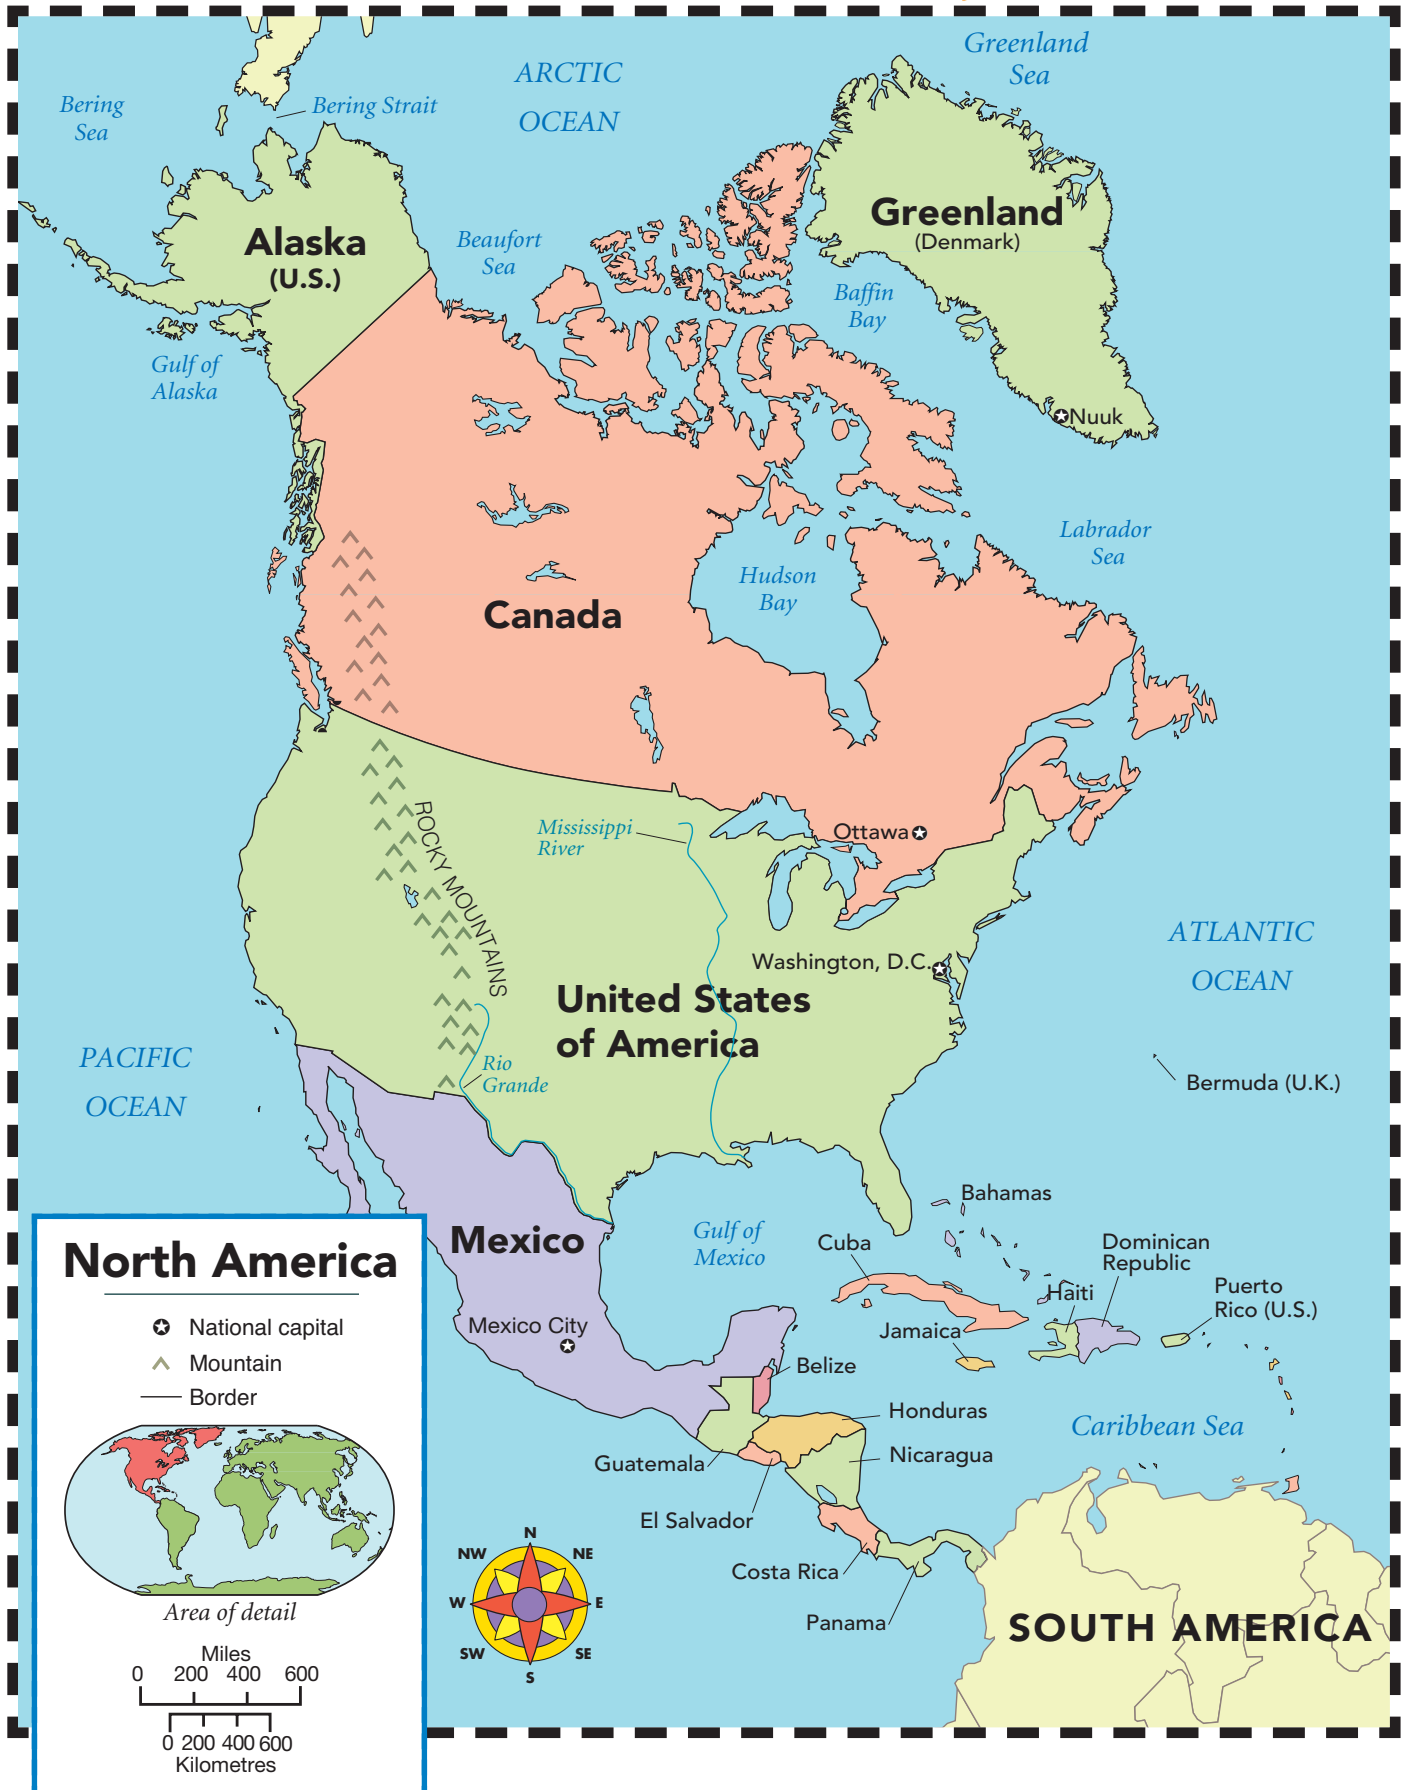 Greenland
Sea
ARCTIC
OCEAN
Bering
Sea
Bering Strait
Greenland
(Denmark)
Alaska
(U.S.)
Beaufort
Sea
Baffin
Bay
Gulf of
Alaska
Nuuk
Labrador
Sea
Hudson
Bay
Canada
ROCKY MOUNTAINS
Mississippi
River
Ottawa
ATLANTIC
OCEAN
Washington, D.C.
United States
of America
PACIFIC
OCEAN
Rio
Grande
Bermuda (U.K.)
Bahamas
Mexico
Gulf of
Mexico
Cuba
Dominican
Republic
Haiti
Puerto
Rico (U.S.)
Mexico City
Jamaica
Belize
Honduras
Caribbean Sea
Nicaragua
Guatemala
El Salvador
Costa Rica
Panama
SOUTH AMERICA
N
NW
NE
W
E
SW
SE
S
North America
National capital
Mountain
Border
Area of detail
Miles
0 200 400 600
0 200 400 600
Kilometres